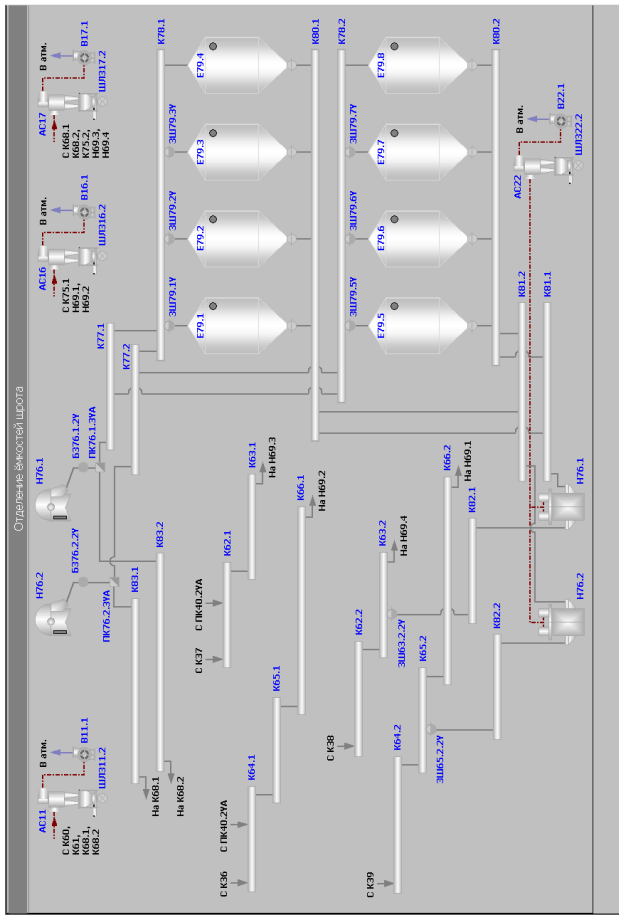 Отделение ёмкостей шрота
АС11
В атм.
В11.1
ШЛ311.2
С К60,
К61,
К68.1,
К68.2
Н76.2
Б376.2.2Y
ПК76.2.3YA
Н76.1
Б376.1.2Y
ПК76.1.3YA
АС16
В атм.
В16.1
ШЛ316.2
С К75.1
Н69.1,
Н69.2
АС17
В атм.
В17.1
ШЛ317.2
С К68.1
К68.2,
К75.2,
Н69.3,
Н69.4
К83.1
К83.2
На К68.1
На К68.2
К77.1
К77.2
К78.1
ЗШ79.1Y
ЗШ79.2Y
ЗШ79.3Y
Е79.1
Е79.2
Е79.3
Е79.4
С К37
С ПК40.2YA
К62.1
К63.1
На Н69.3
С К36
С ПК40.2YA
К64.1
К65.1
К66.1
На Н69.2
К80.1
К78.2
ЗШ79.5Y
ЗШ79.6Y
ЗШ79.7Y
Е79.5
Е79.6
Е79.7
Е79.8
К80.2
С К38
К62.2
К63.2
На Н69.4
ЗШ63.2.2Y
С К39
К64.2
К65.2
К66.2
На Н69.1
ЗШ65.2.2Y
К82.1
К82.2
К81.2
К81.1
АС22
В атм.
В22.1
ШЛ322.2
Н76.2
Н76.1